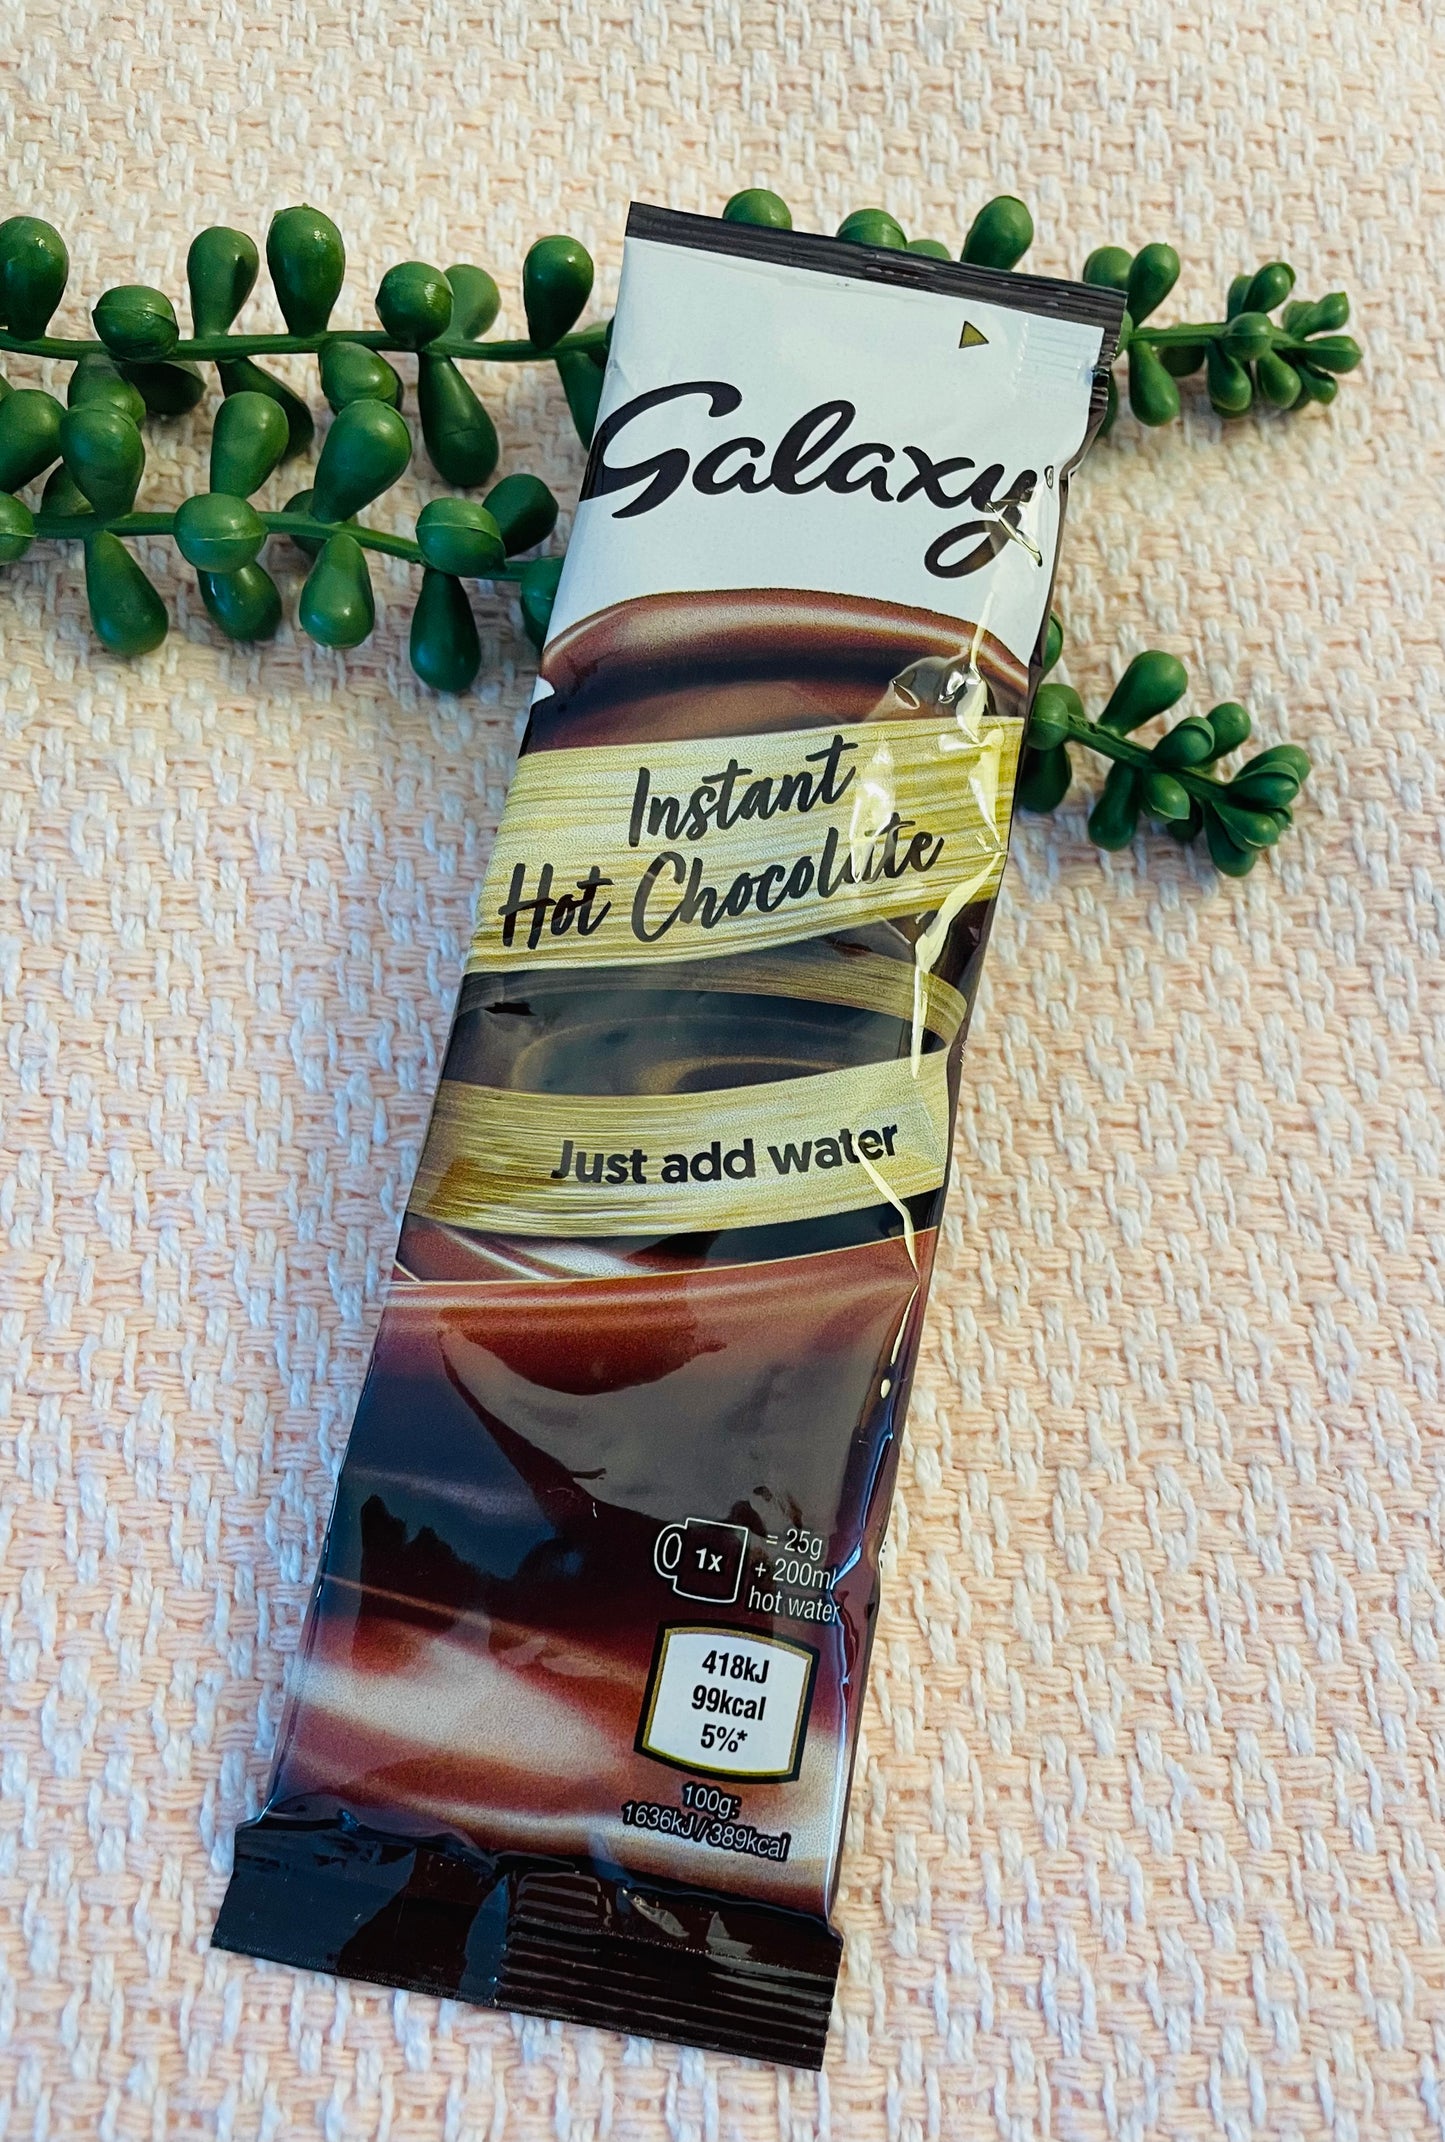 Galaxy
Instant
Hot Chocolate
Just add water
1x
= 25g
+ 200ml
hot water
418kJ
99kcal
5%*
100g:
1636kJ / 389kcal